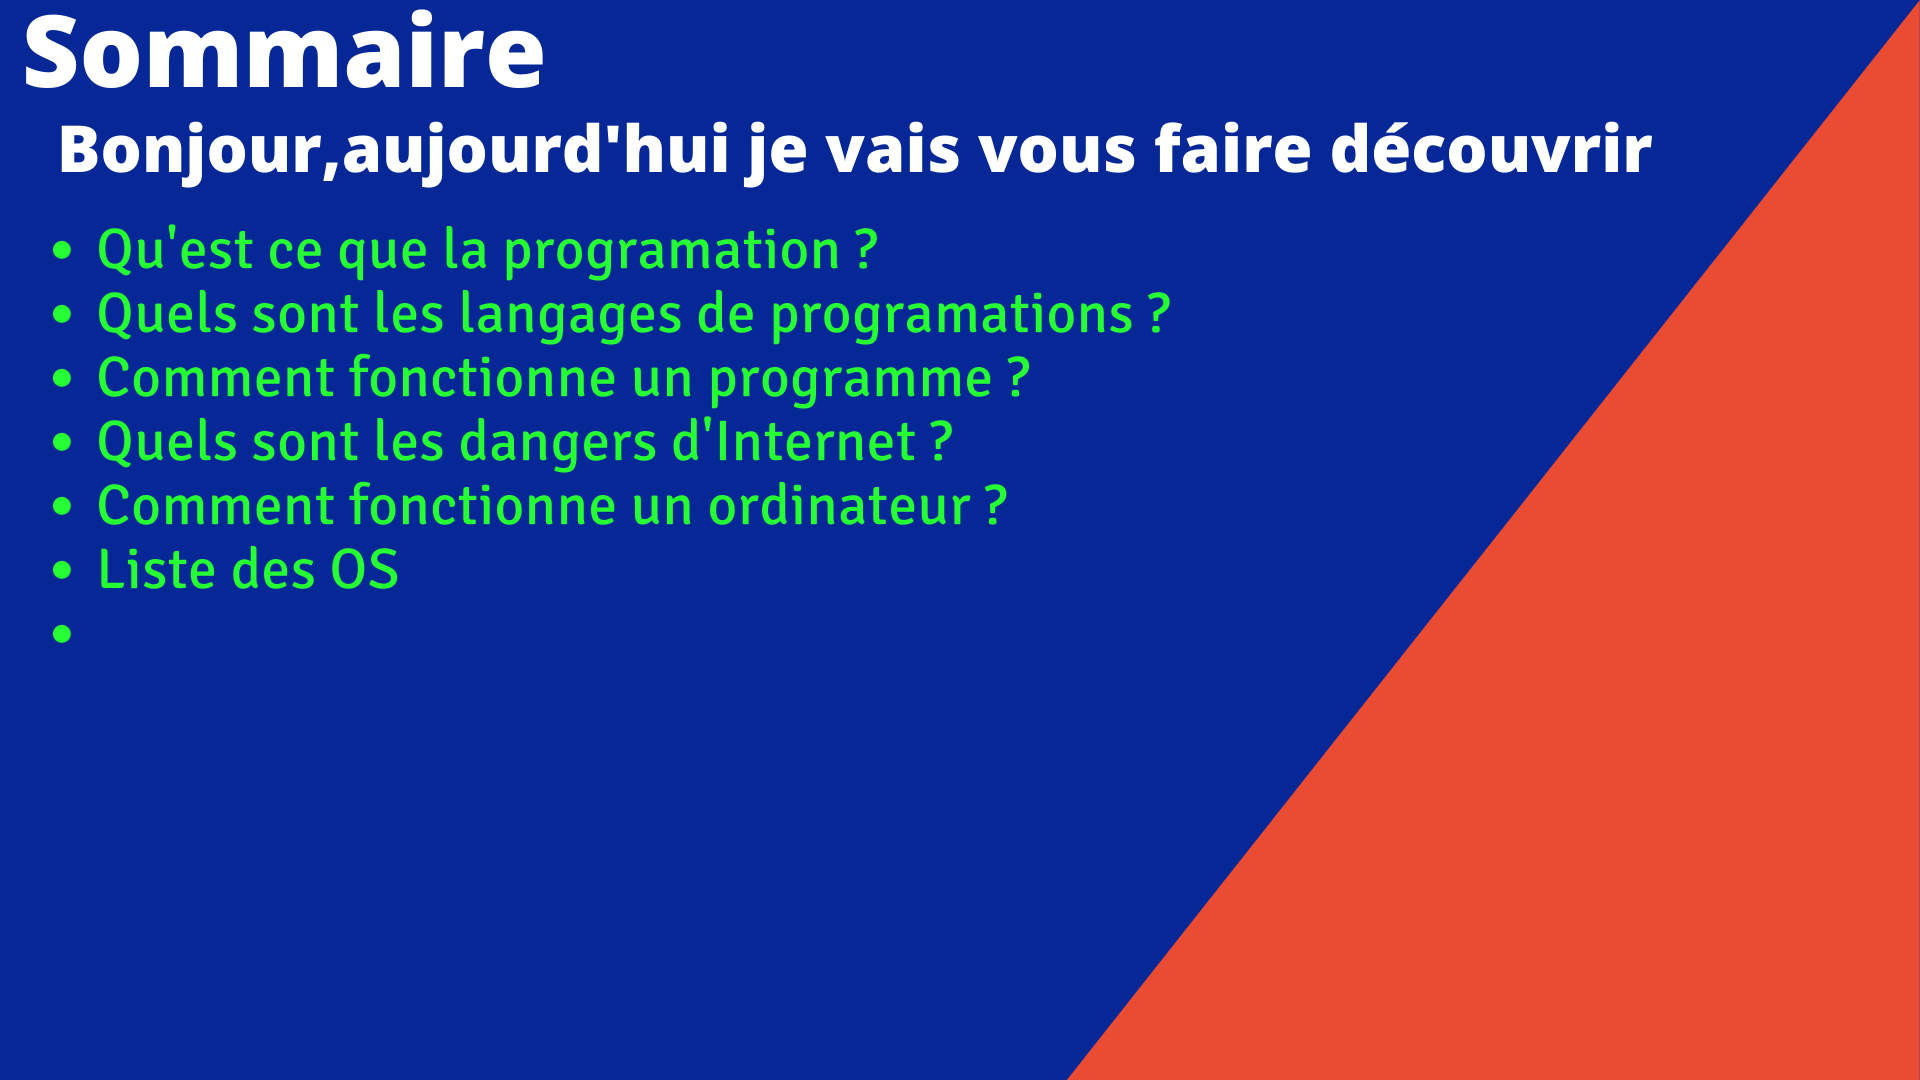 Sommaire
Bonjour,aujourd'hui je vais vous faire découvrir
• Qu'est ce que la programation ?
• Quels sont les langages de programations ?
• Comment fonctionne un programme ?
• Quels sont les dangers d'Internet ?
• Comment fonctionne un ordinateur ?
• Liste des OS
•